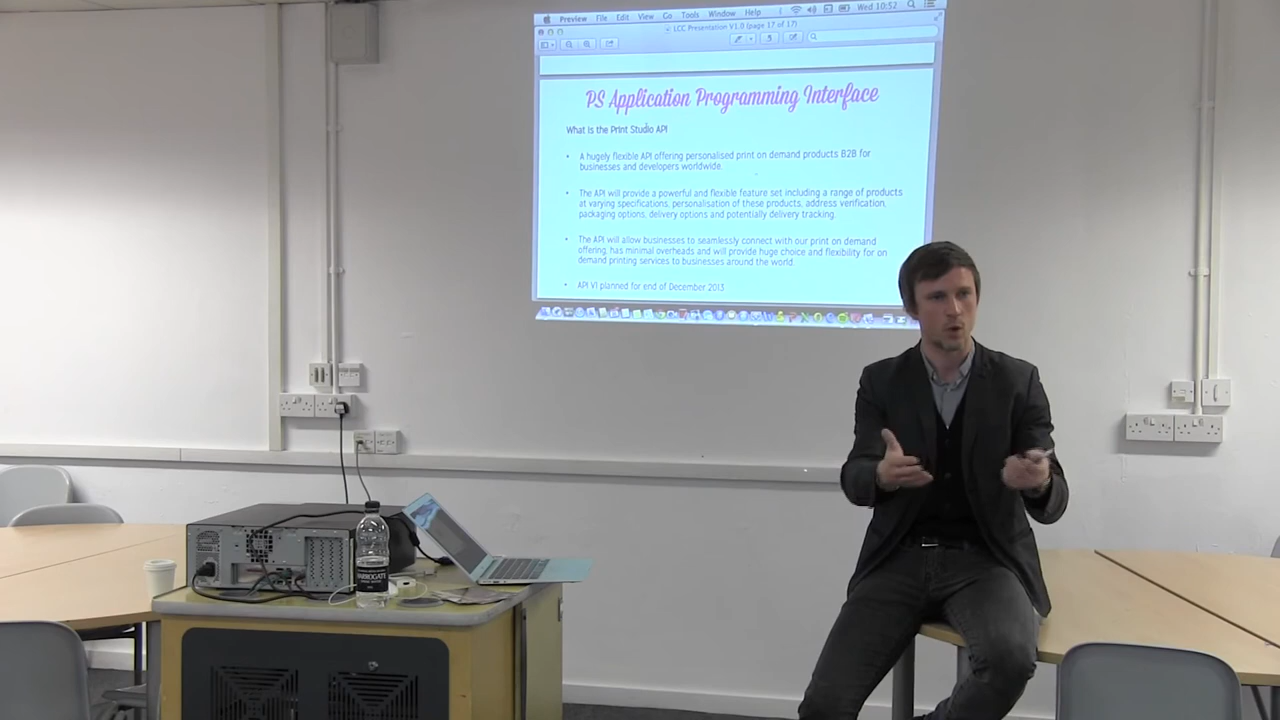 Preview File Edit View Go Tools Window Help Wed 10:52
LCC Presentation V1.0 (page 17 of 17)
PS Application Programming Interface
What is the Print Studio API
• A hugely flexible API offering personalised print on demand products B2B for
businesses and developers worldwide.
• The API will provide a powerful and flexible feature set including a range of products
at varying specifications, personalisation of these products, address verification,
packaging options, delivery options and potentially delivery tracking.
• The API will allow businesses to seamlessly connect with our print on demand
offering, has minimal overheads and will provide huge choice and flexibility for on
demand printing services to businesses around the world.
• API V1 planned for end of December 2013
HARROGATE